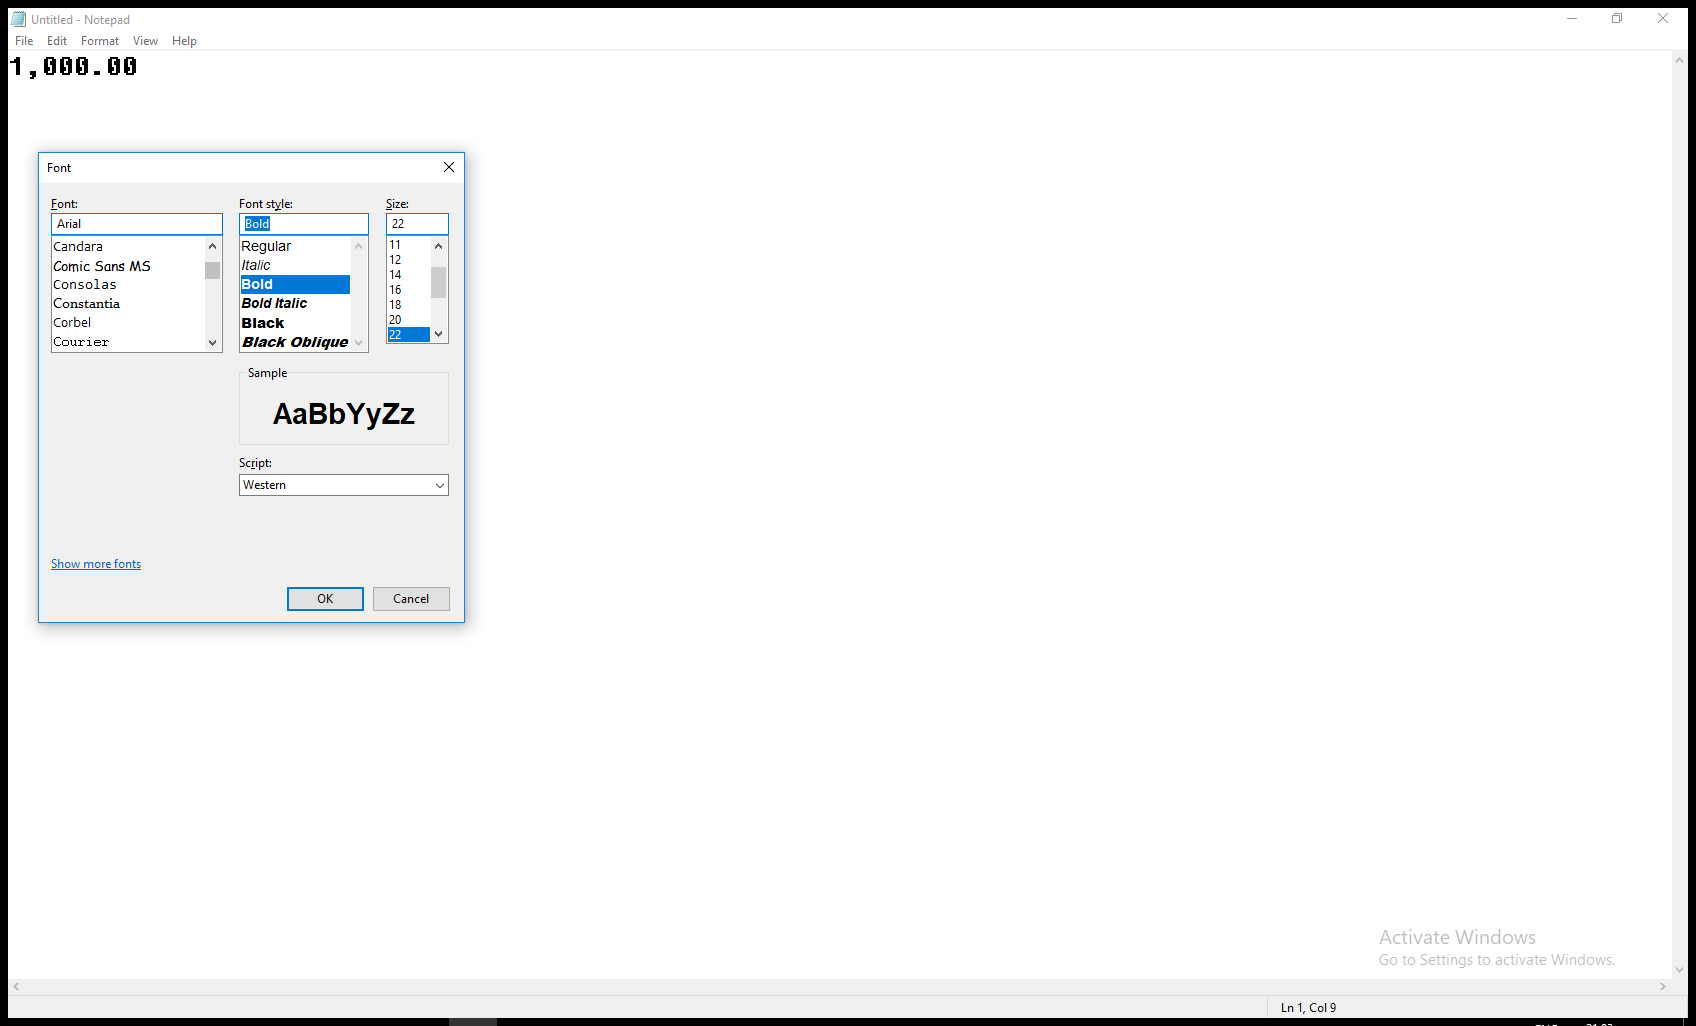 Untitled - Notepad
File Edit Format View Help
1,000.00
Font
Font:
Arial
Candara
Comic Sans MS
Consolas
Constantia
Corbel
Courier
Font style:
Bold
Regular
Italic
Bold
Bold Italic
Black
Black Oblique
Size:
22
11
12
14
16
18
20
22
Sample
AaBbYyZz
Script:
Western
Show more fonts
OK Cancel
Activate Windows
Go to Settings to activate Windows.
Ln 1, Col 9